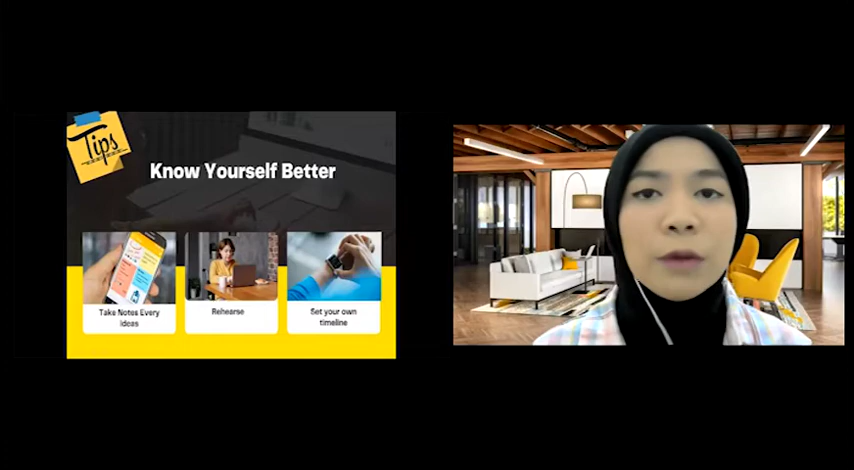 Tips
Know Yourself Better
Take Notes Every
Ideas
Rehearse
Set your own
timeline